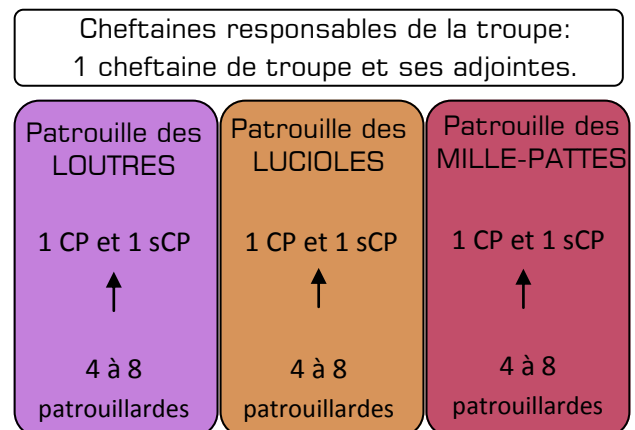 Cheftaines responsables de la troupe:
1 cheftaine de troupe et ses adjointes.
Patrouille des
LOUTRES
1 CP et 1 sCP
4 à 8
patrouillardes
Patrouille des
LUCIOLES
1 CP et 1 sCP
4 à 8
patrouillardes
Patrouille des
MILLE-PATTES
1 CP et 1 sCP
4 à 8
patrouillardes